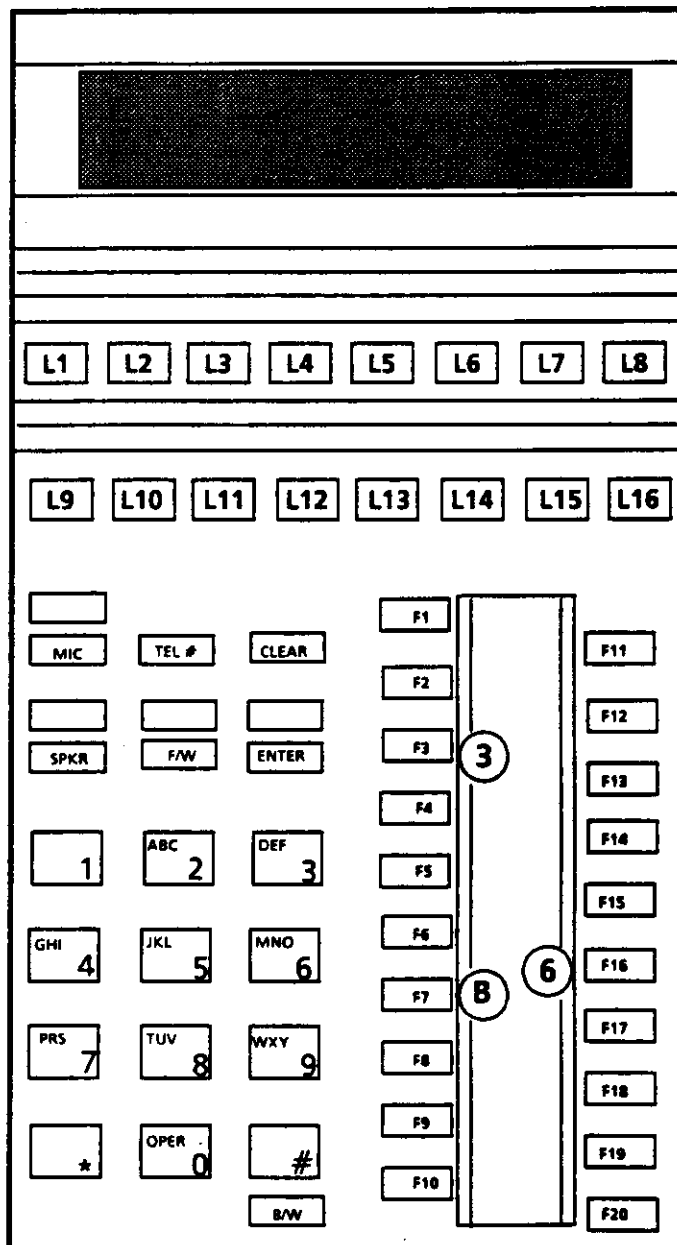 L1 L2 L3 L4 L5 L6 L7 L8
L9 L10 L11 L12 L13 L14 L15 L16
F1
MIC TEL # CLEAR F11
F2
F12
SPKR F/W ENTER F3 3
F13
F4
F14
1 ABC 2 DEF 3 F5
F15
GHI 4 JKL 5 MNO 6 F6
6 F16
F7 B
F17
PRS 7 TUV 8 WXY 9 F8
F18
F9
* OPER 0 # F19
F10
B/W F20